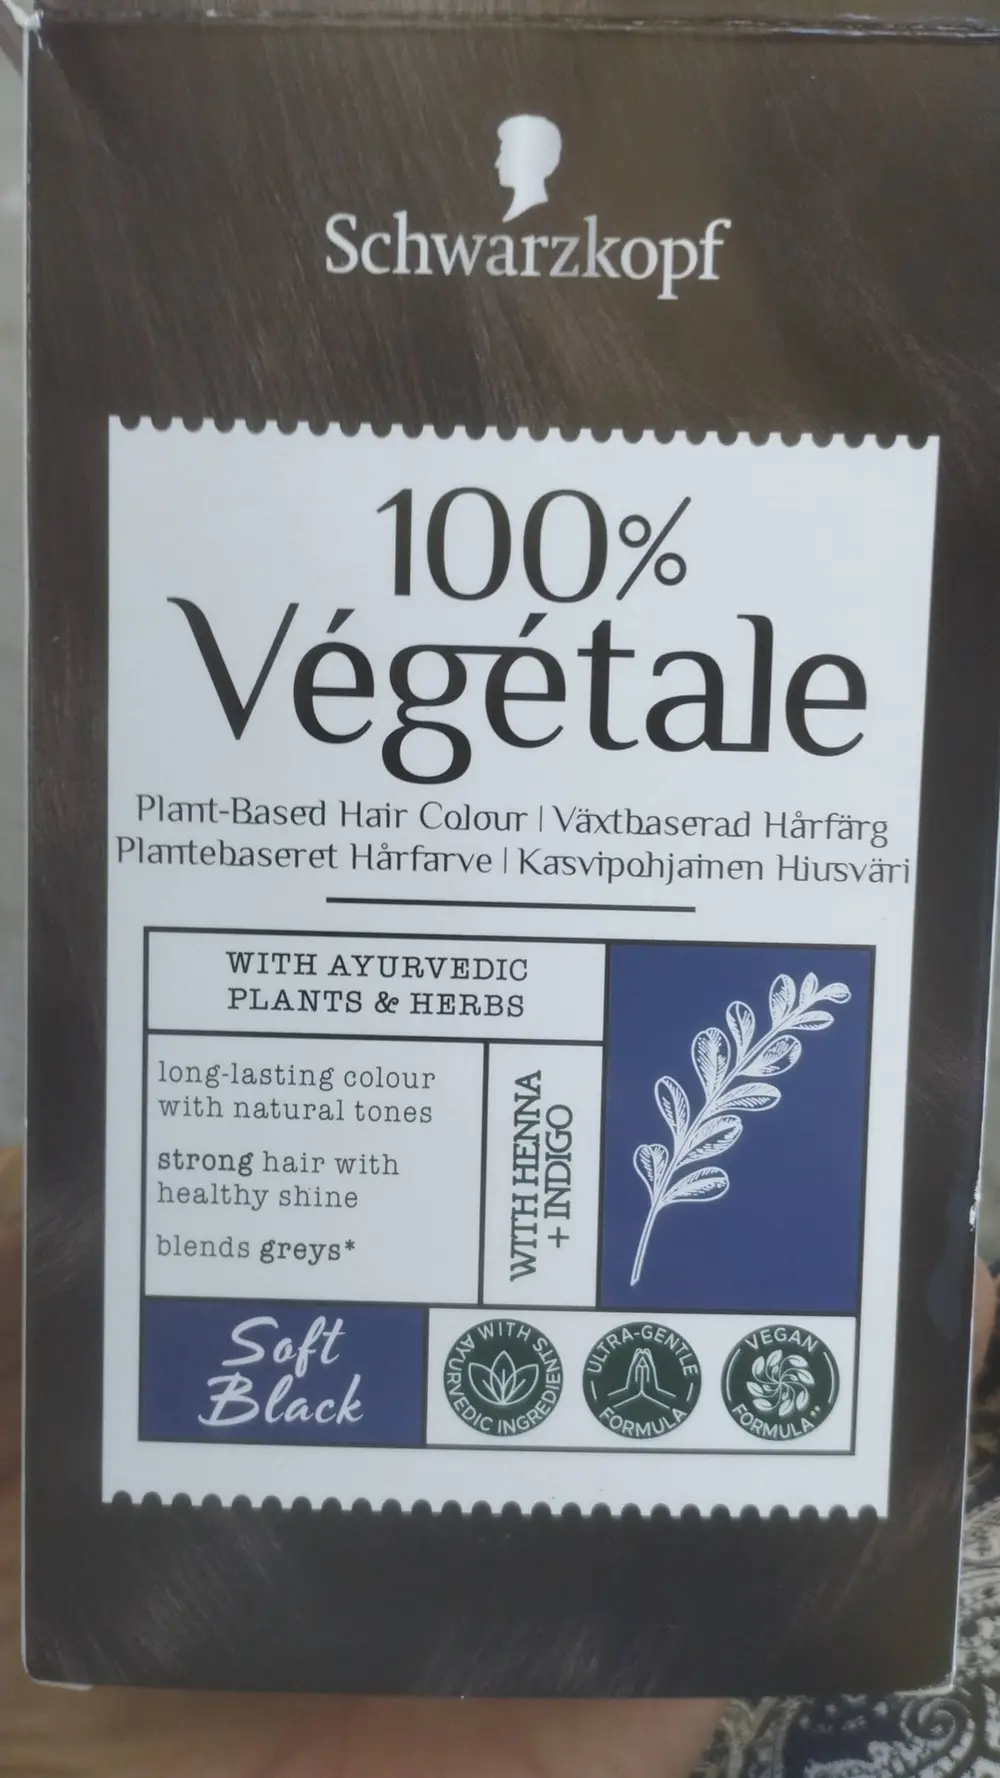 Schwarzkopf
100%
Végétale
Plant-Based Hair Colour | Växtbaserad Hårfärg
Plantebaseret Hårfarve | Kasvipohjainen Hiusväri
WITH AYURVEDIC
PLANTS & HERBS
long-lasting colour
with natural tones
strong hair with
healthy shine
blends greys*
WITH HENNA
+ INDIGO
Soft
Black
WITH AYURVEDIC INGREDIENTS
ULTRA-GENTLE
FORMULA
VEGAN
FORMULA**